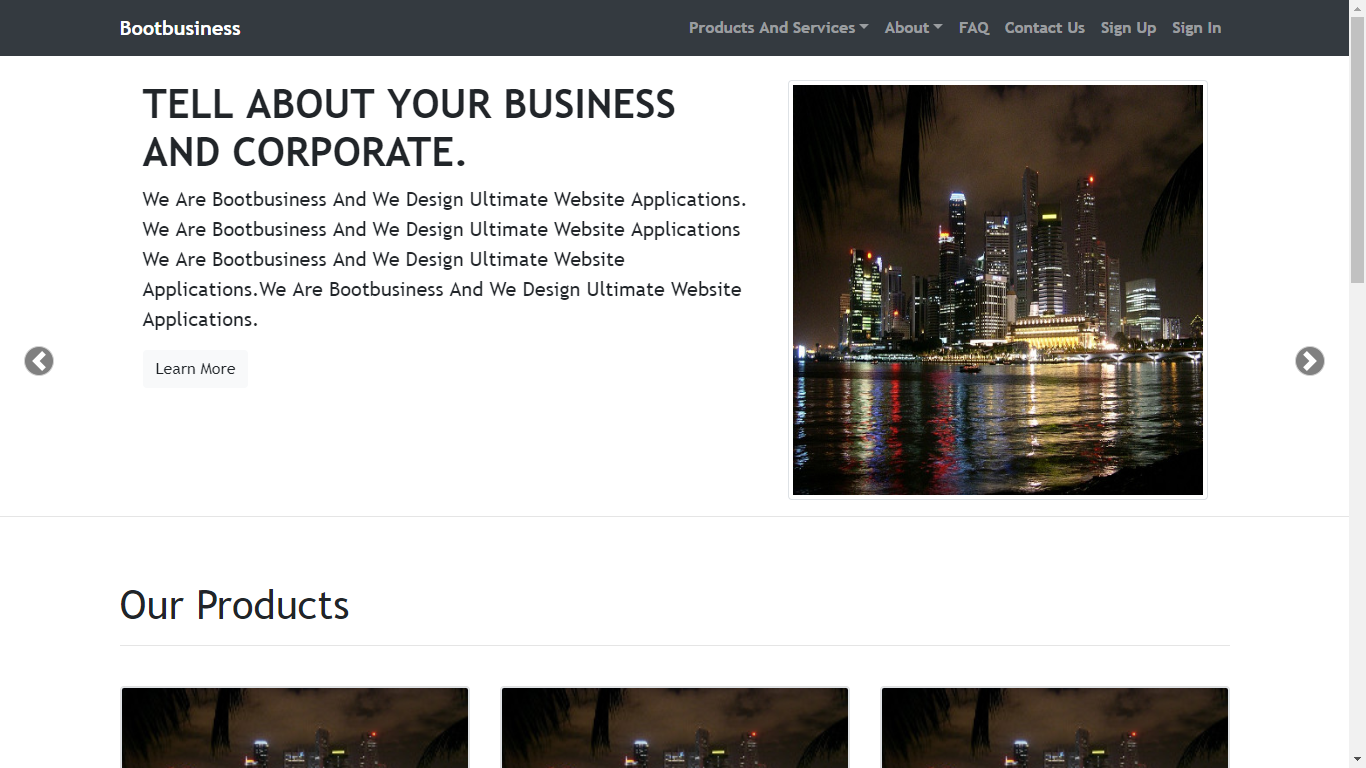 Bootbusiness
Products And Services
About
FAQ
Contact Us
Sign Up
Sign In
TELL ABOUT YOUR BUSINESS
AND CORPORATE.
We Are Bootbusiness And We Design Ultimate Website Applications.
We Are Bootbusiness And We Design Ultimate Website Applications
We Are Bootbusiness And We Design Ultimate Website
Applications.We Are Bootbusiness And We Design Ultimate Website
Applications.
Learn More
Our Products